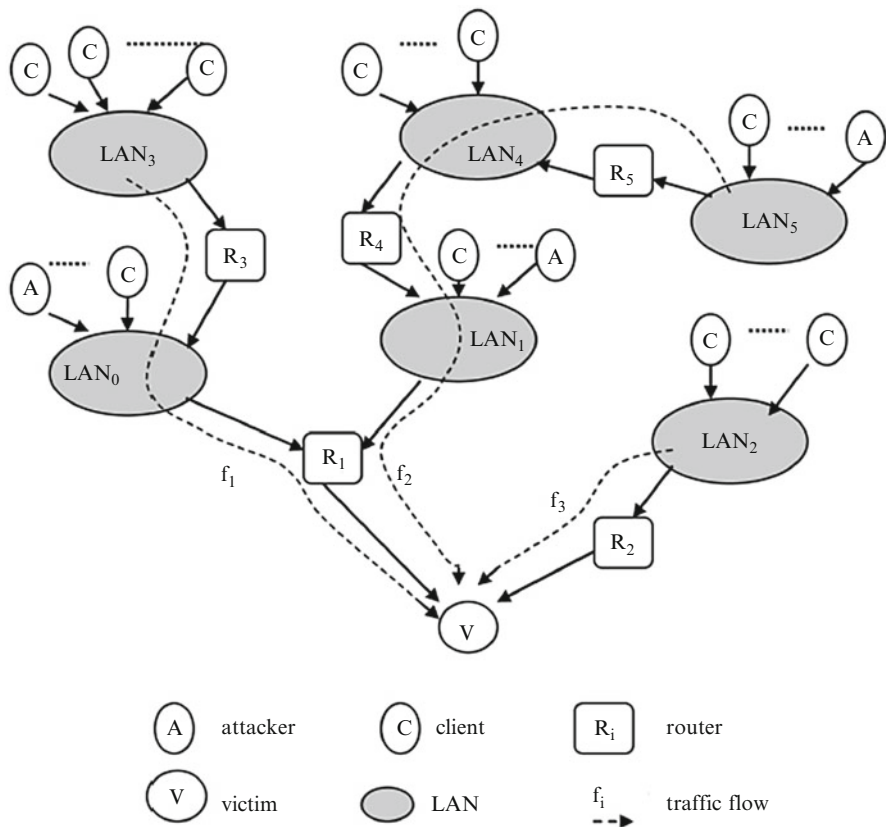 C
C
C
C
C
C
A
LAN₃
LAN₄
R₅
LAN₅
R₃
R₄
A
C
C
A
LAN₀
LAN₁
C
C
LAN₂
R₁
f₁
f₂
f₃
R₂
V
A attacker
C client
Rᵢ router
V victim
LAN
fᵢ traffic flow